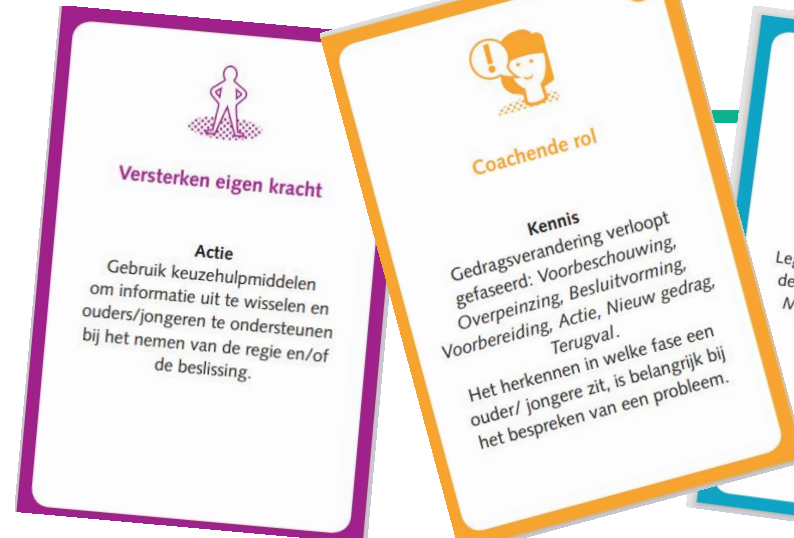 Versterken eigen kracht
Actie
Gebruik keuzehulpmiddelen
om informatie uit te wisselen en
ouders/jongeren te ondersteunen
bij het nemen van de regie en/of
de beslissing.
!
Coachende rol
Kennis
Gedragsverandering verloopt
gefaseerd: Voorbeschouwing,
Overpeinzing, Besluitvorming,
Voorbereiding, Actie, Nieuw gedrag,
Terugval.
Het herkennen in welke fase een
ouder/ jongere zit, is belangrijk bij
het bespreken van een probleem.